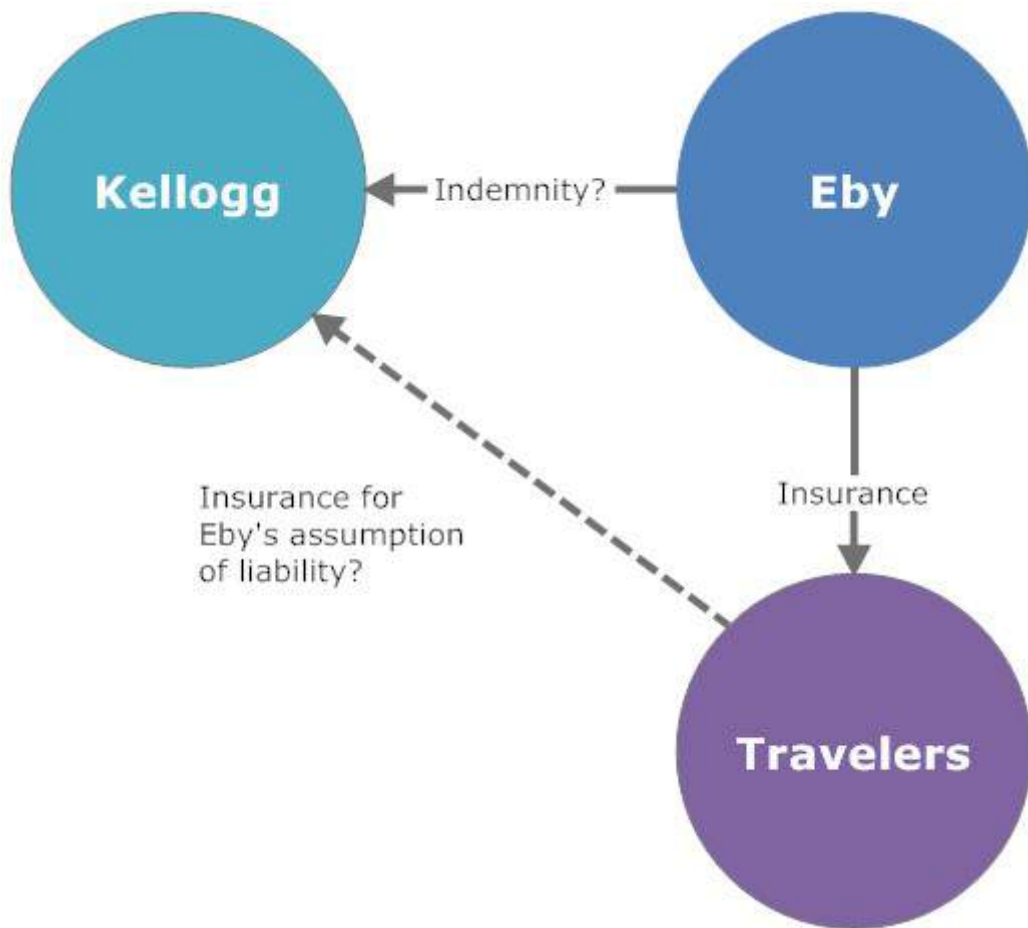 Kellogg
Indemnity?
Eby
Insurance for
Eby's assumption
of liability?
Insurance
Travelers